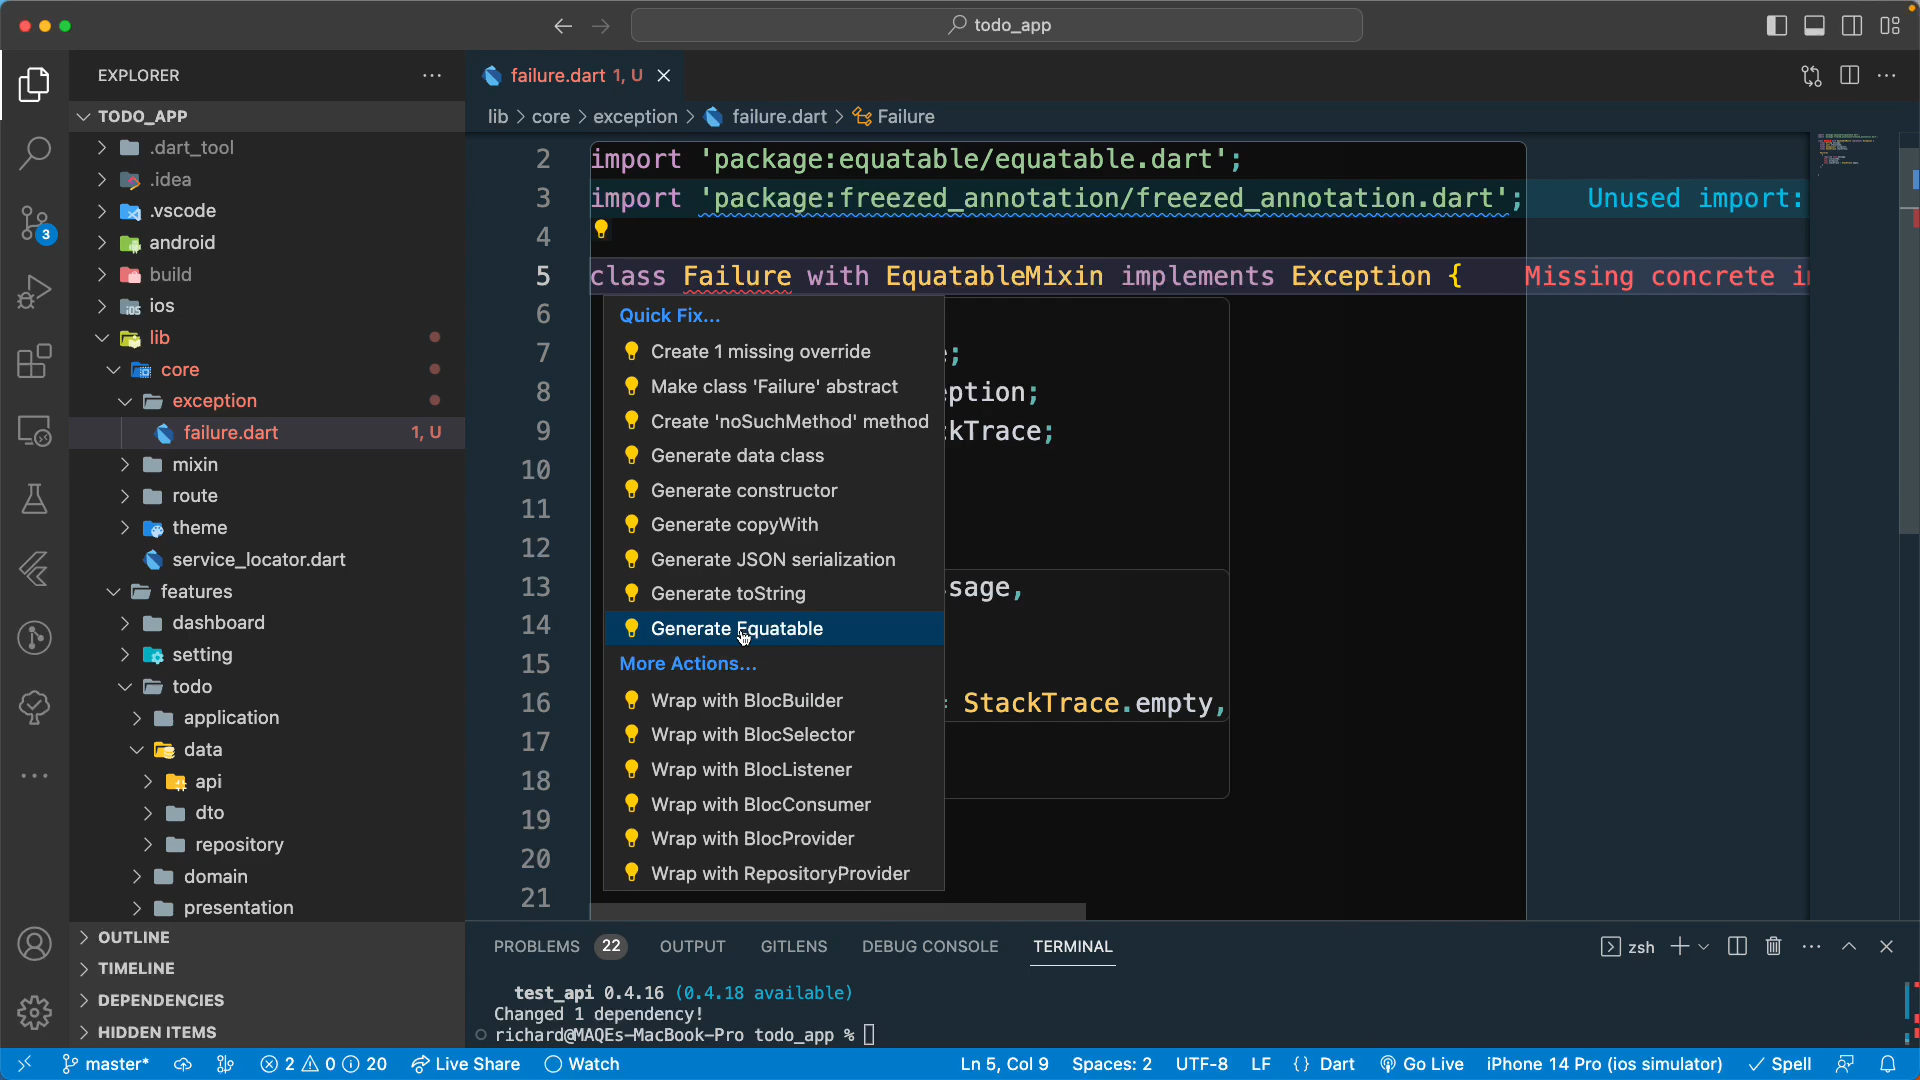 todo_app
EXPLORER
TODO_APP
.dart_tool
.idea
.vscode
android
build
ios
lib
core
exception
failure.dart 1, U
mixin
route
theme
service_locator.dart
features
dashboard
setting
todo
application
data
api
dto
repository
domain
presentation
OUTLINE
TIMELINE
DEPENDENCIES
HIDDEN ITEMS
3
failure.dart 1, U
lib > core > exception > failure.dart > Failure
2 import 'package:equatable/equatable.dart';
3 import 'package:freezed_annotation/freezed_annotation.dart'; Unused import:
4
5 class Failure with EquatableMixin implements Exception { Missing concrete i
6
7 ;
8 ption;
9 kTrace;
10
11
12
13 sage,
14
15
16 = StackTrace.empty,
17
18
19
20
21
Quick Fix...
Create 1 missing override
Make class 'Failure' abstract
Create 'noSuchMethod' method
Generate data class
Generate constructor
Generate copyWith
Generate JSON serialization
Generate toString
Generate Equatable
More Actions...
Wrap with BlocBuilder
Wrap with BlocSelector
Wrap with BlocListener
Wrap with BlocConsumer
Wrap with BlocProvider
Wrap with RepositoryProvider
PROBLEMS 22 OUTPUT GITLENS DEBUG CONSOLE TERMINAL zsh
test_api 0.4.16 (0.4.18 available)
Changed 1 dependency!
richard@MAQEs-MacBook-Pro todo_app %
master* 2 0 20 Live Share Watch Ln 5, Col 9 Spaces: 2 UTF-8 LF {} Dart Go Live iPhone 14 Pro (ios simulator) Spell